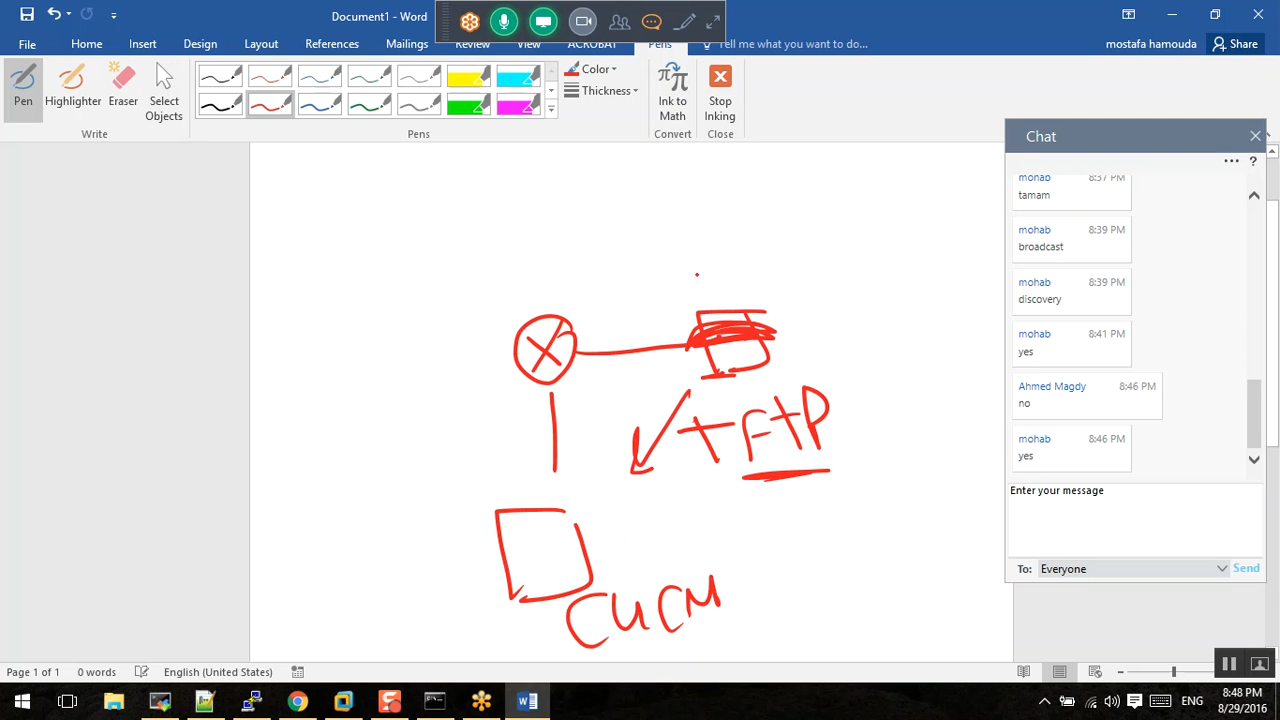 Document1 - Word
mostafa hamouda
Share
File
Home
Insert
Design
Layout
References
Mailings
Review
View
ACROBAT
Pens
Tell me what you want to do...
Pen
Highlighter
Eraser
Select Objects
Color
Thickness
Ink to Math
Stop Inking
Write
Pens
Convert
Close
Chat
mohab 8:37 PM
tamam
mohab 8:39 PM
broadcast
mohab 8:39 PM
discovery
mohab 8:41 PM
yes
Ahmed Magdy 8:46 PM
no
mohab 8:46 PM
yes
Enter your message
To: Everyone Send
tFtP
CUCM
Page 1 of 1 0 words English (United States)
ENG
8:48 PM
8/29/2016